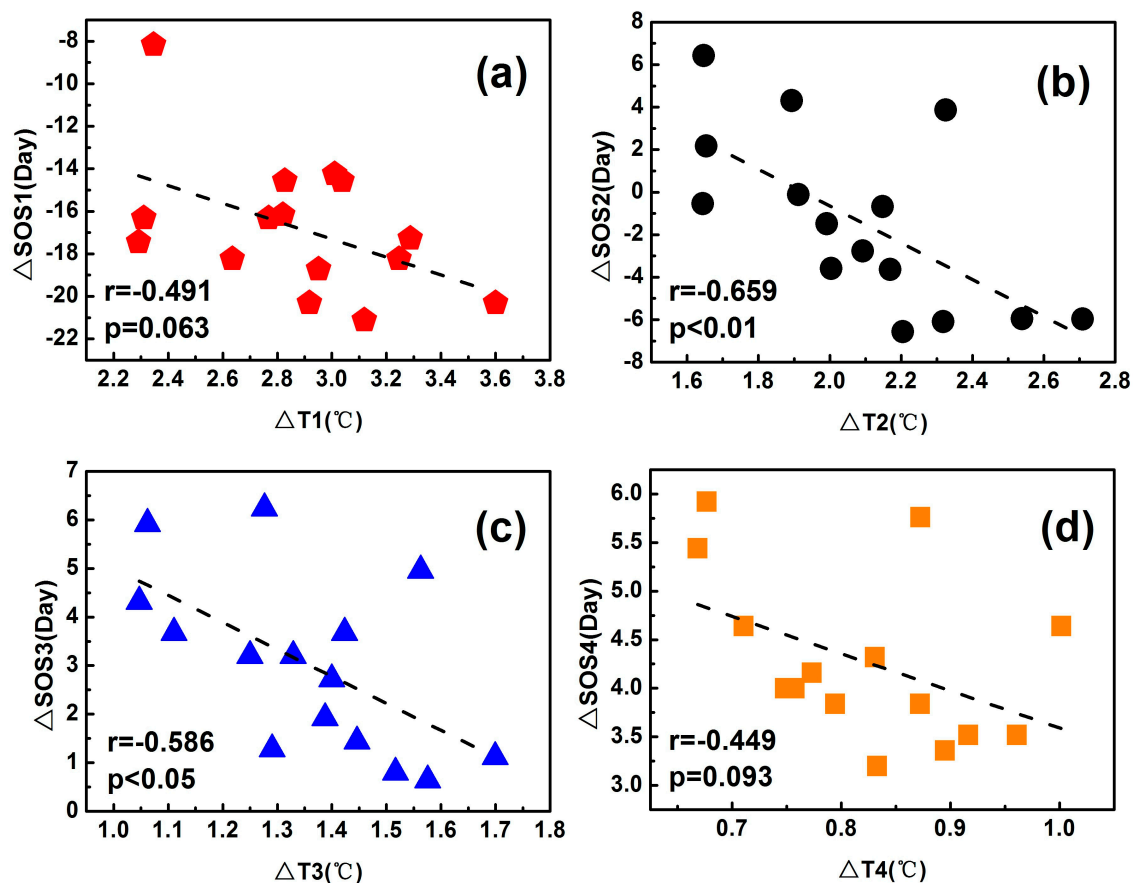 -8
-10
-12
-14
-16
-18
-20
-22
△SOS1(Day)
(a)
r=-0.491
p=0.063
2.2 2.4 2.6 2.8 3.0 3.2 3.4 3.6 3.8
△T1(℃)
8
6
4
2
0
-2
-4
-6
-8
△SOS2(Day)
(b)
r=-0.659
p<0.01
1.6 1.8 2.0 2.2 2.4 2.6 2.8
△T2(℃)
7
6
5
4
3
2
1
0
△SOS3(Day)
(c)
r=-0.586
p<0.05
1.0 1.1 1.2 1.3 1.4 1.5 1.6 1.7 1.8
△T3(℃)
6.0
5.5
5.0
4.5
4.0
3.5
3.0
△SOS4(Day)
(d)
r=-0.449
p=0.093
0.7 0.8 0.9 1.0
△T4(℃)